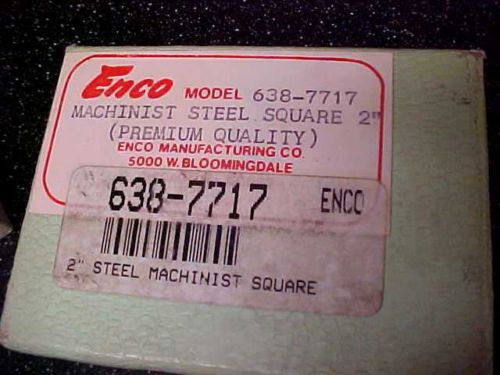 Enco MODEL 638-7717
MACHINIST STEEL SQUARE 2"
(PREMIUM QUALITY)
ENCO MANUFACTURING CO.
5000 W. BLOOMINGDALE
638-7717 ENCO
2" STEEL MACHINIST SQUARE